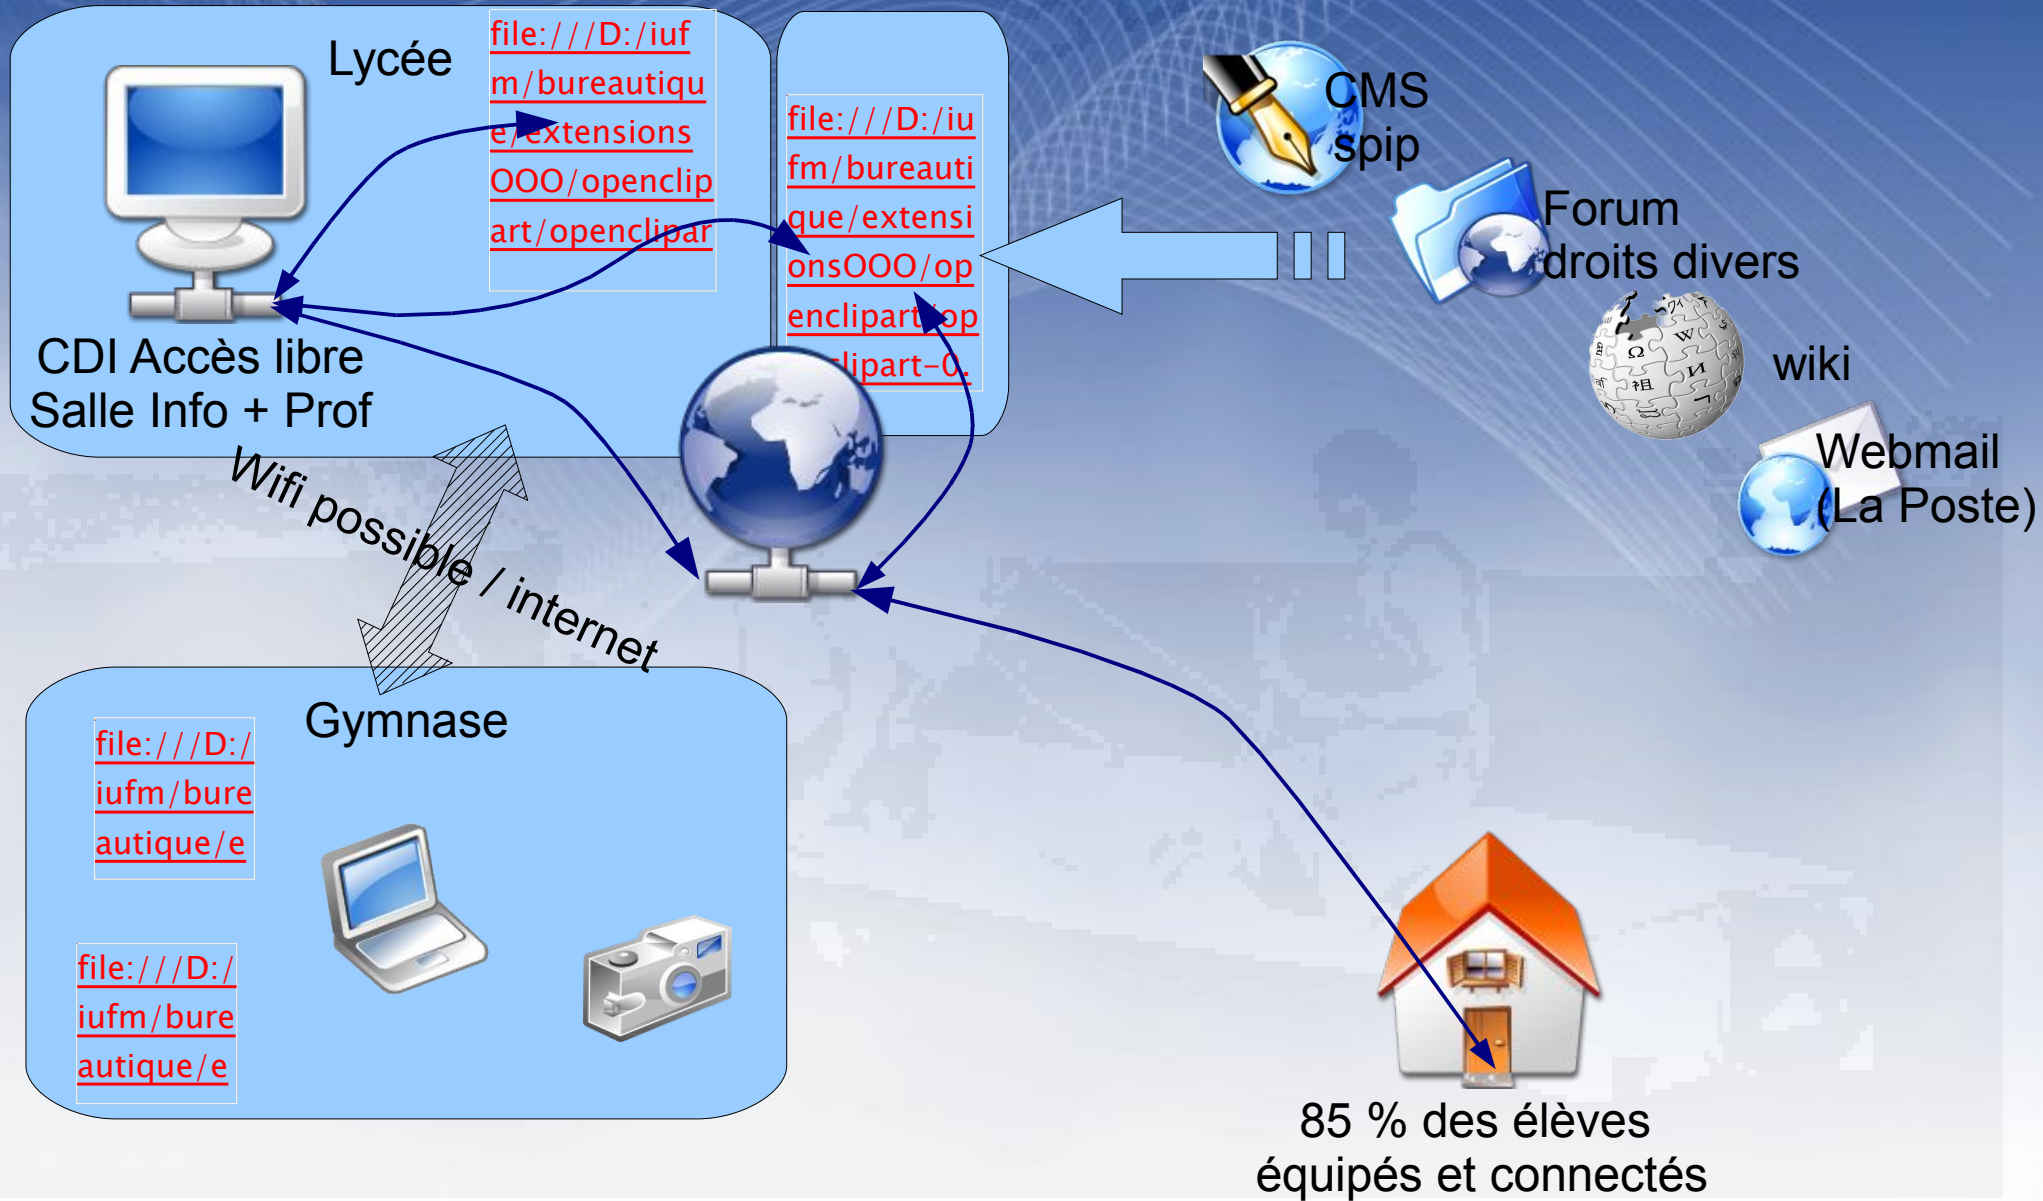 Lycée
file:///D:/iuf
m/bureautiqu
e/extensions
OOO/openclip
art/openclipar
file:///D:/iu
fm/bureauti
que/extensi
onsOOO/op
enclipart/op
lipart-0.
CMS
spip
Forum
droits divers
wiki
Webmail
(La Poste)
CDI Accès libre
Salle Info + Prof
Wifi possible / internet
Gymnase
file:///D:/
iufm/bure
autique/e
file:///D:/
iufm/bure
autique/e
85 % des élèves
équipés et connectés